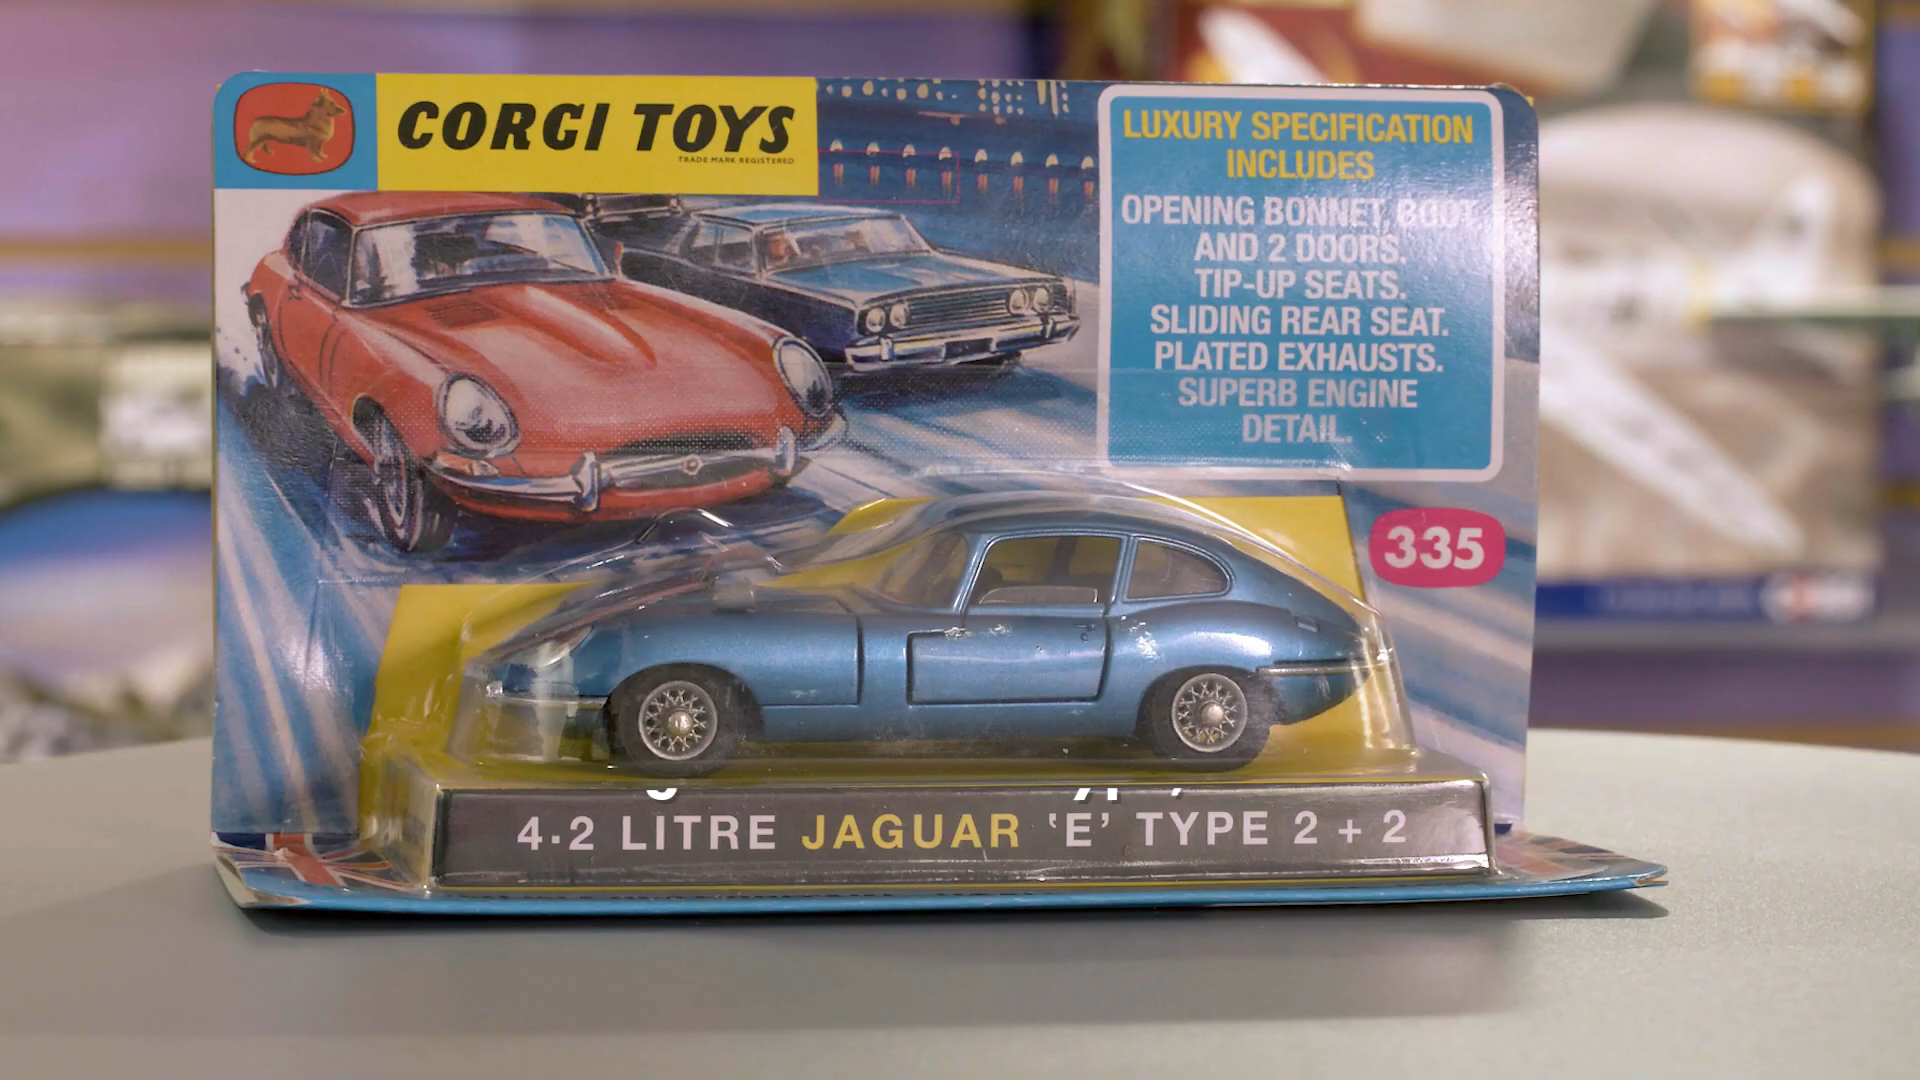 CORGI TOYS
TRADE MARK REGISTERED
LUXURY SPECIFICATION
INCLUDES
OPENING BONNET BOOT
AND 2 DOORS.
TIP-UP SEATS.
SLIDING REAR SEAT.
PLATED EXHAUSTS.
SUPERB ENGINE
DETAIL.
335
4·2 LITRE JAGUAR ‘E’ TYPE 2 + 2